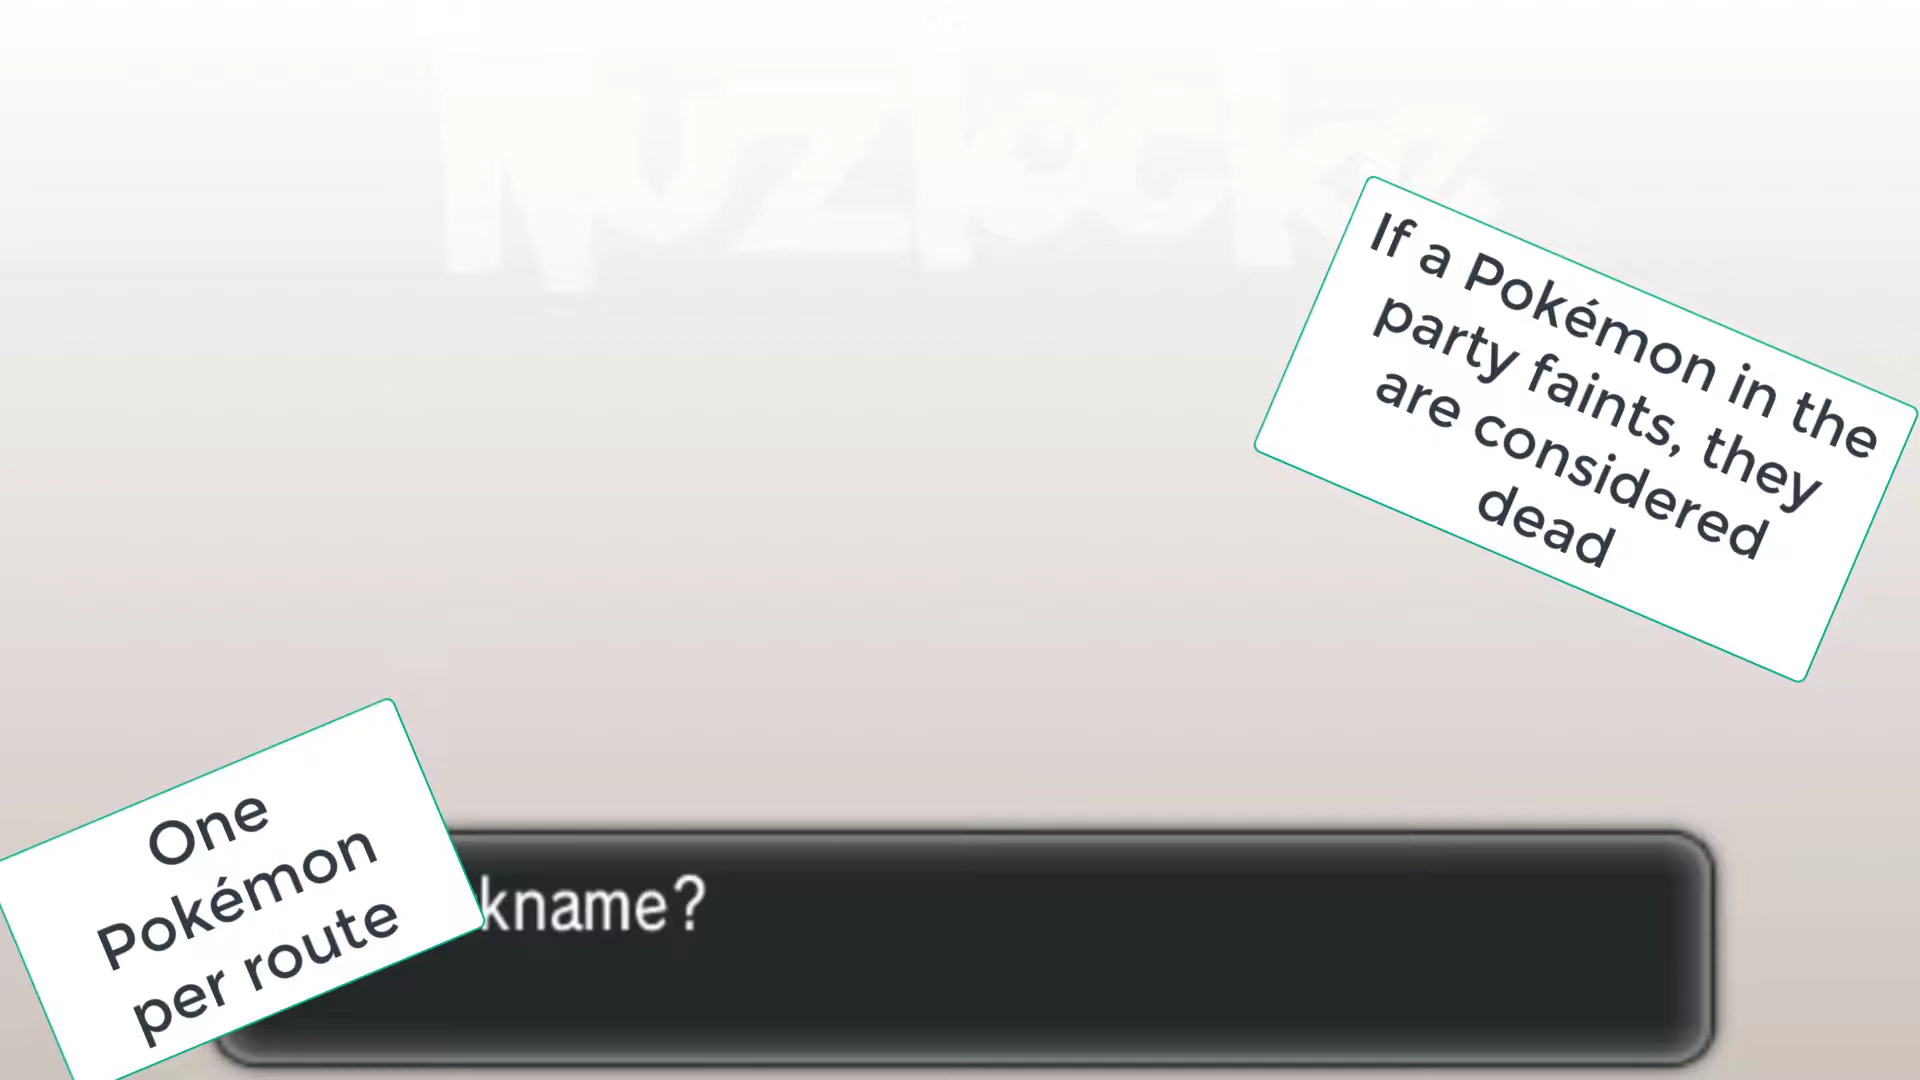 If a Pokémon in the
party faints, they
are considered
dead
One
Pokémon
per route
kname?